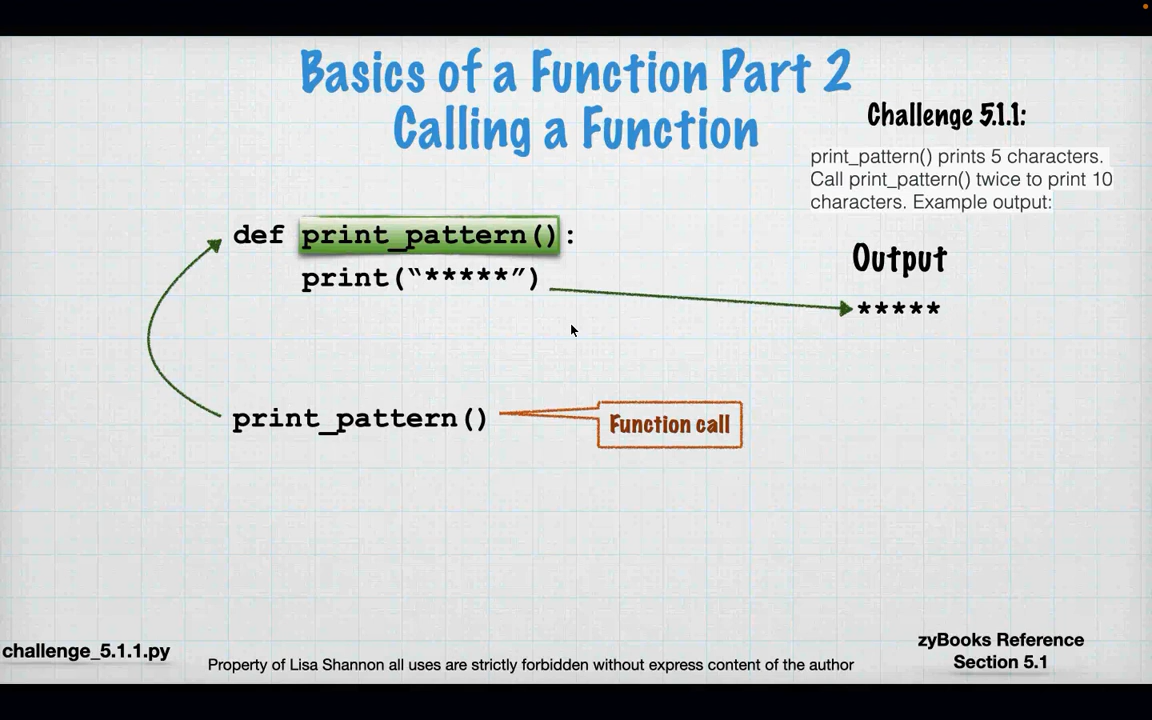 Basics of a Function Part 2
Calling a Function
Challenge 5.1.1:
print_pattern() prints 5 characters.
Call print_pattern() twice to print 10
characters. Example output:
def print_pattern():
print(“*****”)
Output
*****
print_pattern()
Function call
challenge_5.1.1.py
Property of Lisa Shannon all uses are strictly forbidden without express content of the author
zyBooks Reference
Section 5.1